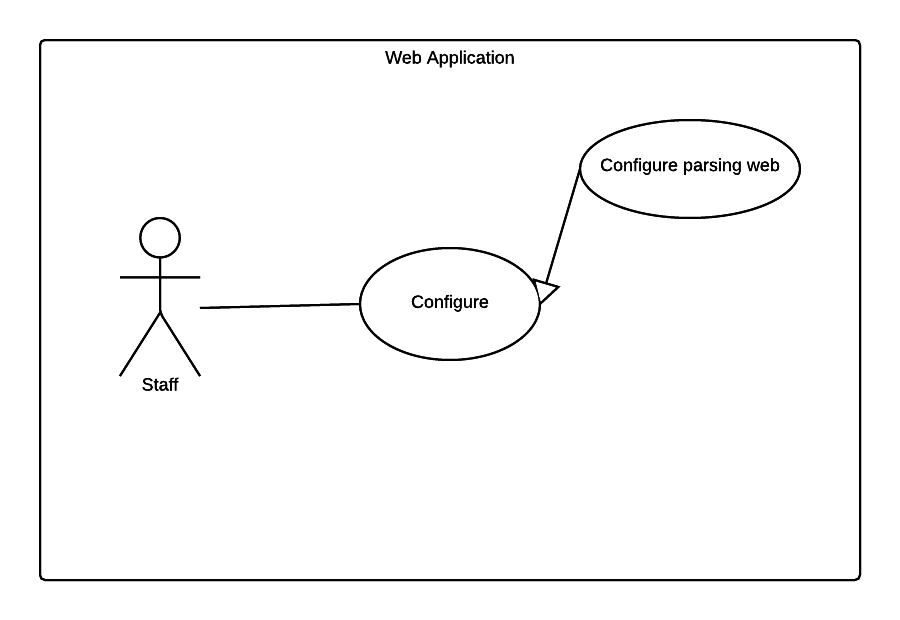 Web Application
Configure parsing web
Configure
Staff